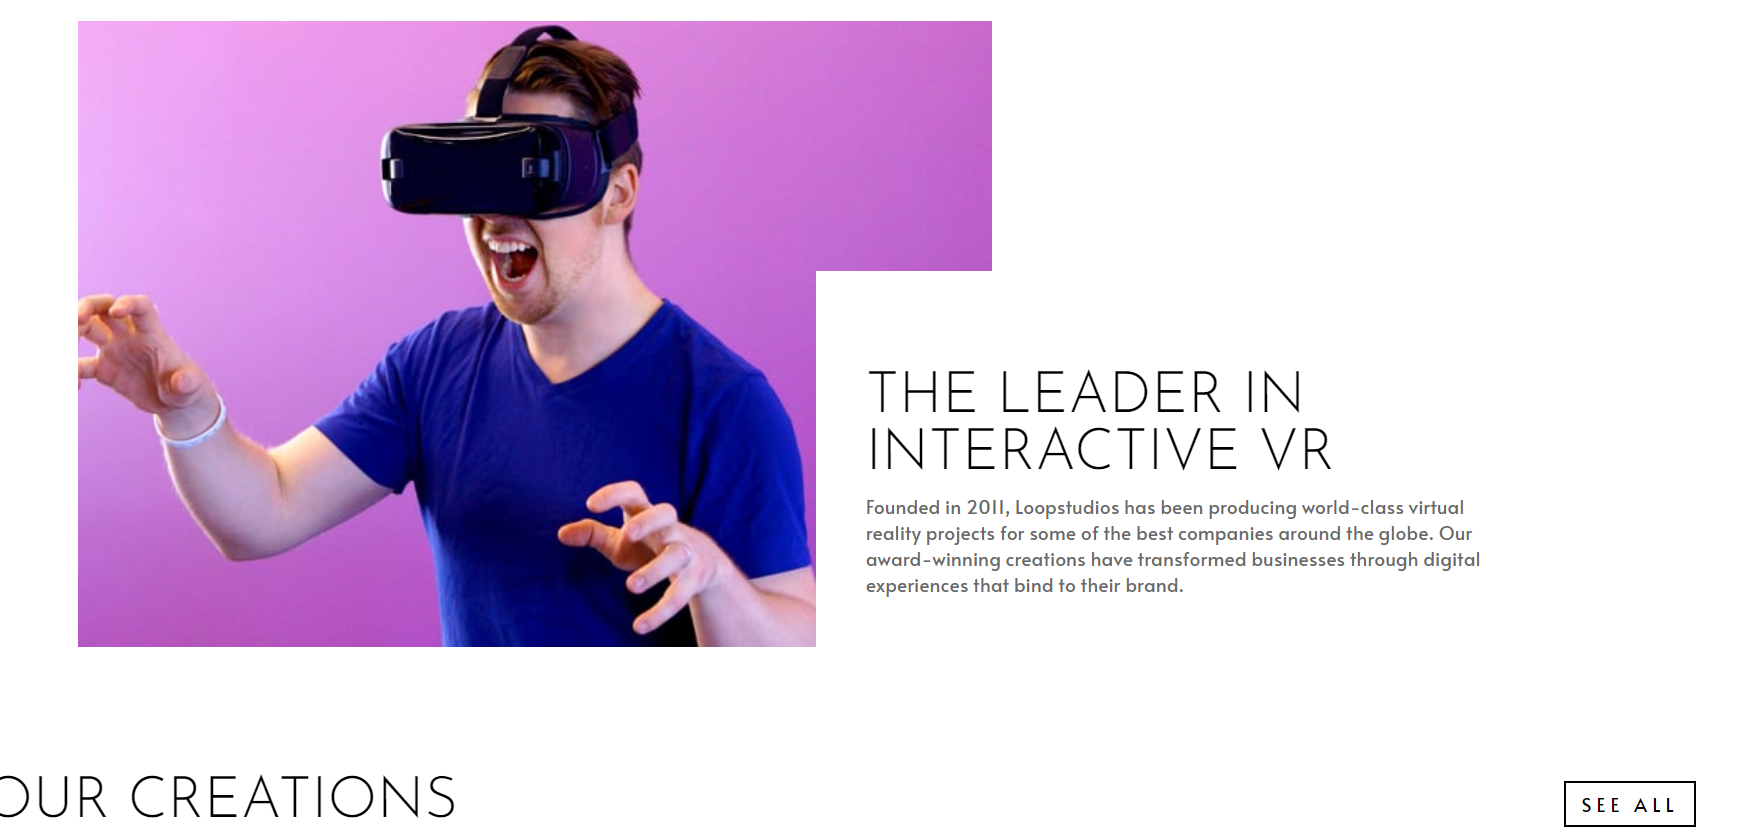 THE LEADER IN
INTERACTIVE VR
Founded in 2011, Loopstudios has been producing world-class virtual
reality projects for some of the best companies around the globe. Our
award-winning creations have transformed businesses through digital
experiences that bind to their brand.
OUR CREATIONS
SEE ALL